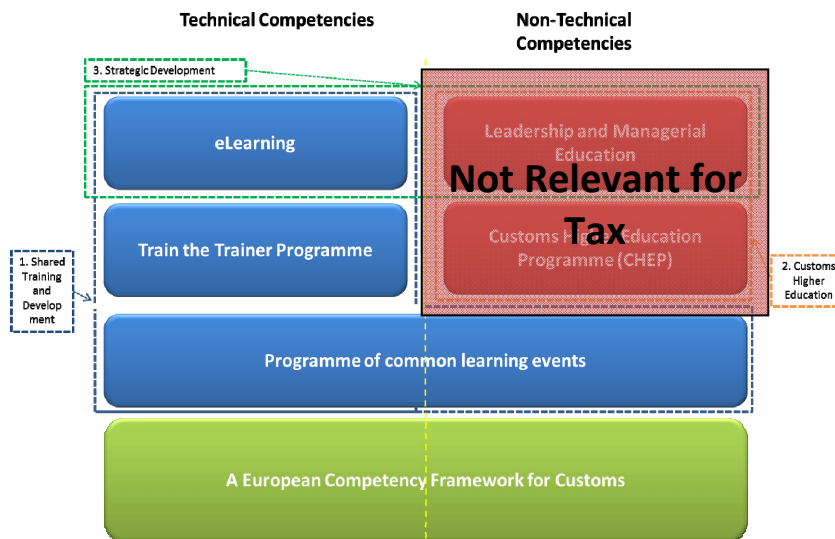 Technical Competencies
Non-Technical
Competencies
3. Strategic Development
eLearning
Leadership and Managerial
Education
Not Relevant for
Tax
Train the Trainer Programme
Customs Higher Education
Programme (CHEP)
1. Shared
Training
and
Develop
ment
2. Customs
Higher
Education
Programme of common learning events
A European Competency Framework for Customs